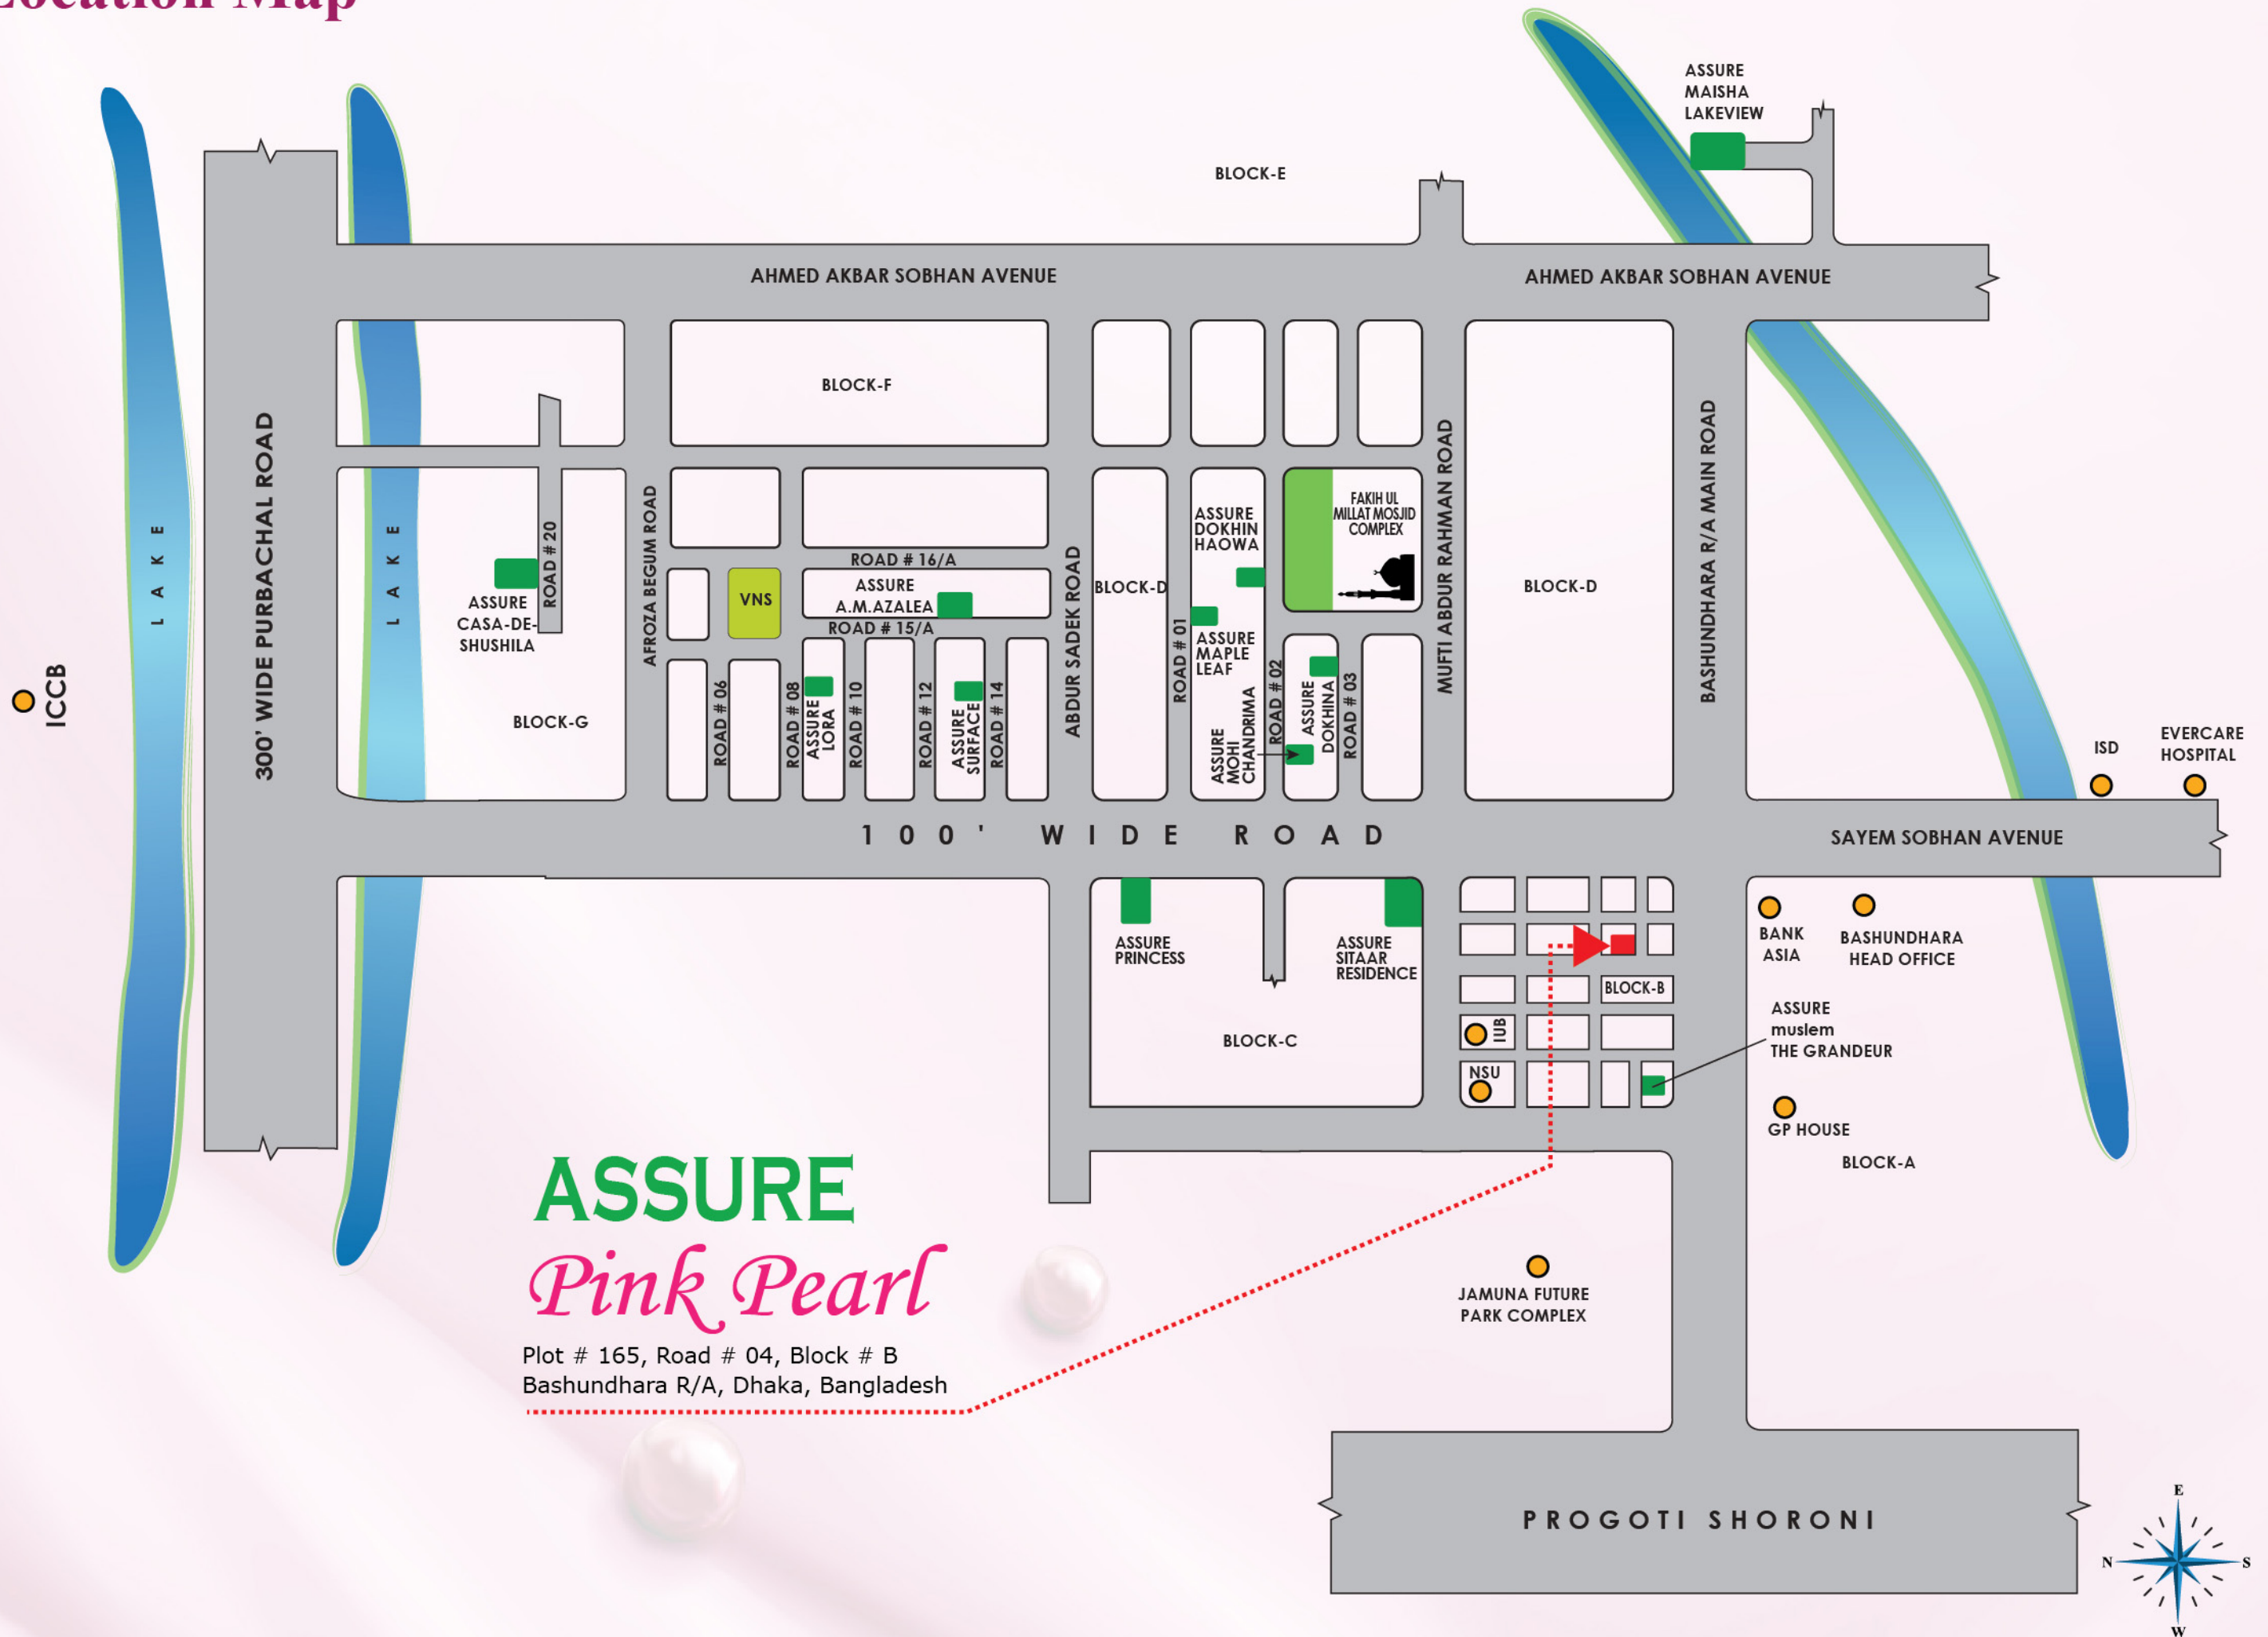 Location Map
ASSURE
MAISHA
LAKEVIEW
BLOCK-E
AHMED AKBAR SOBHAN AVENUE
AHMED AKBAR SOBHAN AVENUE
BLOCK-F
300' WIDE PURBACHAL ROAD
LAKE
LAKE
ICCB
ROAD # 20
ASSURE
CASA-DE-
SHUSHILA
BLOCK-G
AFROZA BEGUM ROAD
VNS
ROAD # 16/A
ASSURE
A.M.AZALEA
ROAD # 15/A
ROAD # 06
ROAD # 08
ASSURE
LORA
ROAD # 10
ROAD # 12
ASSURE
SURFACE
ROAD # 14
ABDUR SADEK ROAD
BLOCK-D
ROAD # 01
ASSURE
DOKHIN
HAOWA
ASSURE
MAPLE
LEAF
ASSURE
MOHI
CHANDRIMA
ROAD # 02
FAKIH UL
MILLAT MOSJID
COMPLEX
ASSURE
DOKHINA
ROAD # 03
MUFTI ABDUR RAHMAN ROAD
BLOCK-D
BASHUNDHARA R/A MAIN ROAD
ISD
EVERCARE
HOSPITAL
100' WIDE ROAD
SAYEM SOBHAN AVENUE
ASSURE
PRINCESS
ASSURE
SITAAR
RESIDENCE
BLOCK-C
BLOCK-B
IUB
NSU
BANK
ASIA
BASHUNDHARA
HEAD OFFICE
ASSURE
muslem
THE GRANDEUR
GP HOUSE
BLOCK-A
ASSURE
Pink Pearl
Plot # 165, Road # 04, Block # B
Bashundhara R/A, Dhaka, Bangladesh
JAMUNA FUTURE
PARK COMPLEX
PROGOTI SHORONI
E
N
S
W